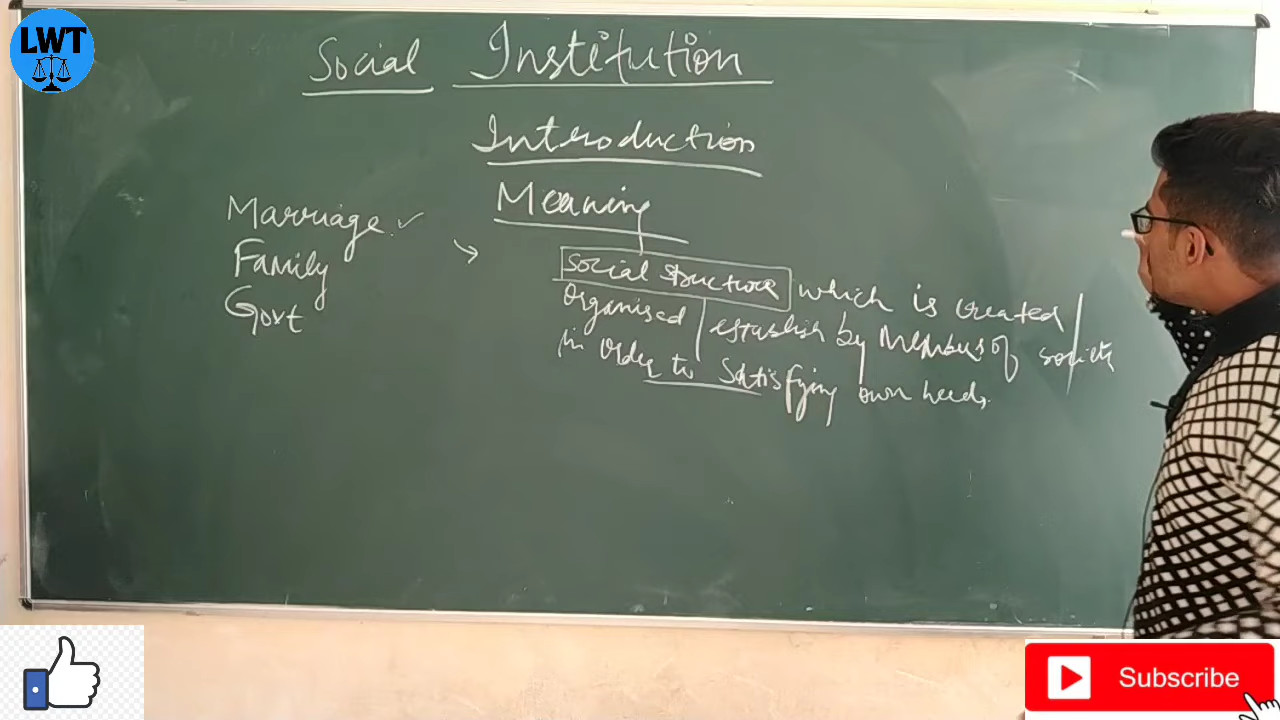 LWT
Social Institution
Introduction
Meaning
Marriage ✓
Family
Govt
→ Social structure which is created /
Organised / establish by Members of society
in order to Satisfying own needs.
Subscribe